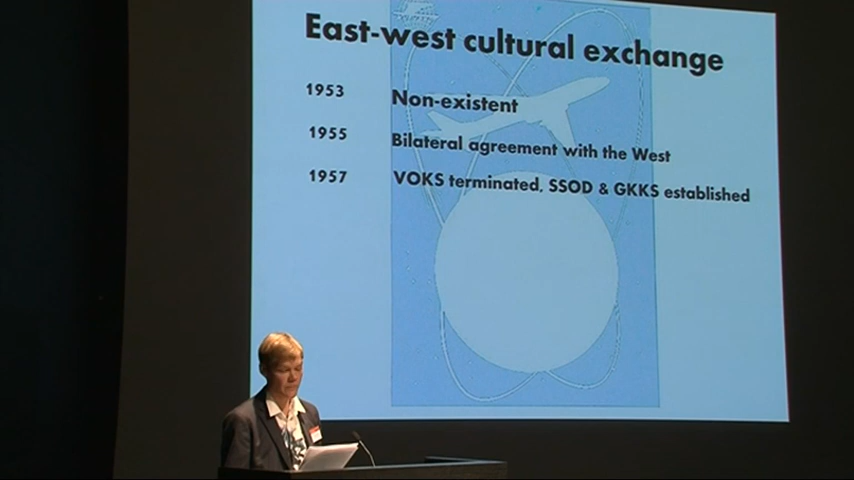 East-west cultural exchange
1953 Non-existent
1955 Bilateral agreement with the West
1957 VOKS terminated, SSOD & GKKS established